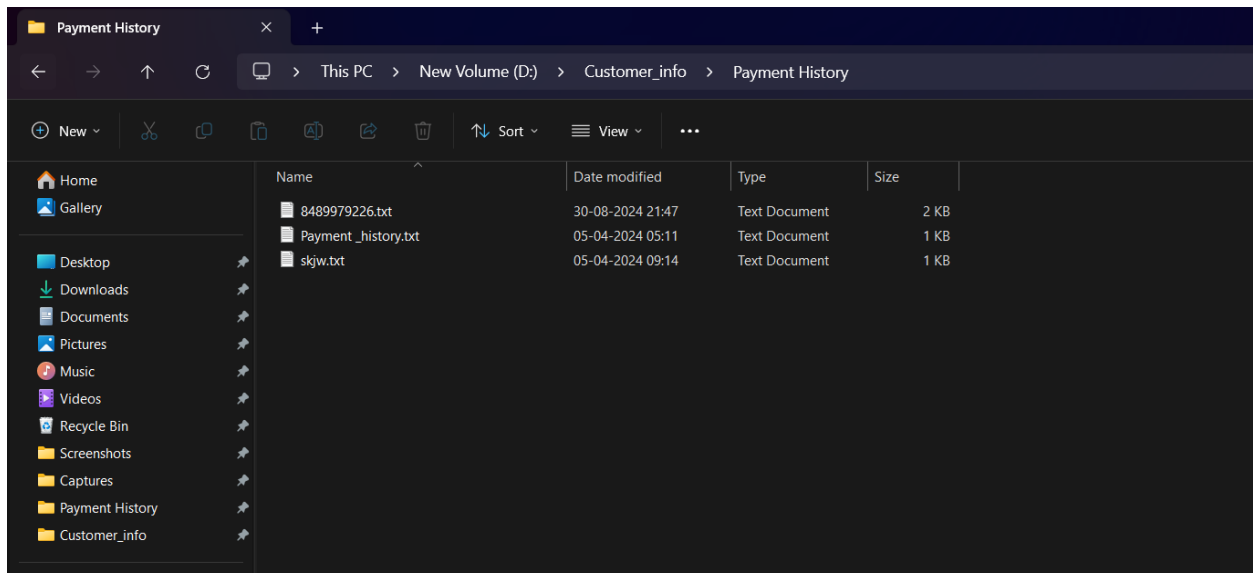 Payment History
This PC > New Volume (D:) > Customer_info > Payment History
New Sort View
Home
Gallery
Desktop
Downloads
Documents
Pictures
Music
Videos
Recycle Bin
Screenshots
Captures
Payment History
Customer_info
Name Date modified Type Size
8489979226.txt 30-08-2024 21:47 Text Document 2 KB
Payment _history.txt 05-04-2024 05:11 Text Document 1 KB
skjw.txt 05-04-2024 09:14 Text Document 1 KB